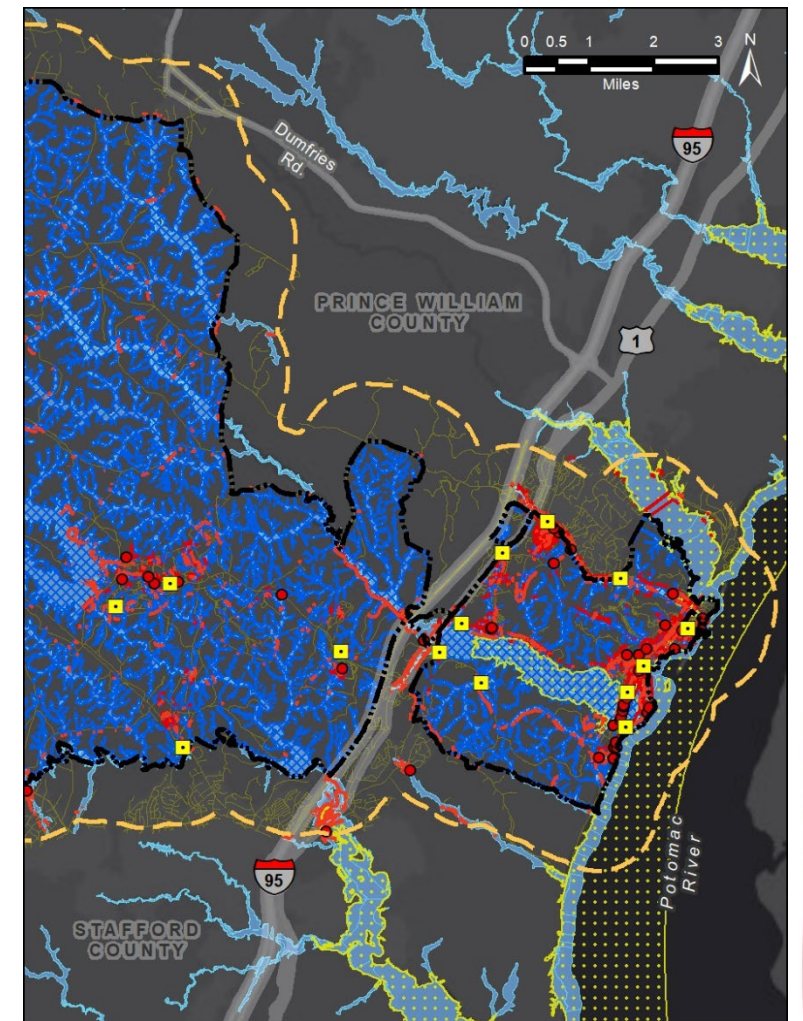 0 0.5 1 2 3
Miles
N
95
Dumfries
Rd.
PRINCE WILLIAM
COUNTY
1
Potomac
River
95
STAFFORD
COUNTY